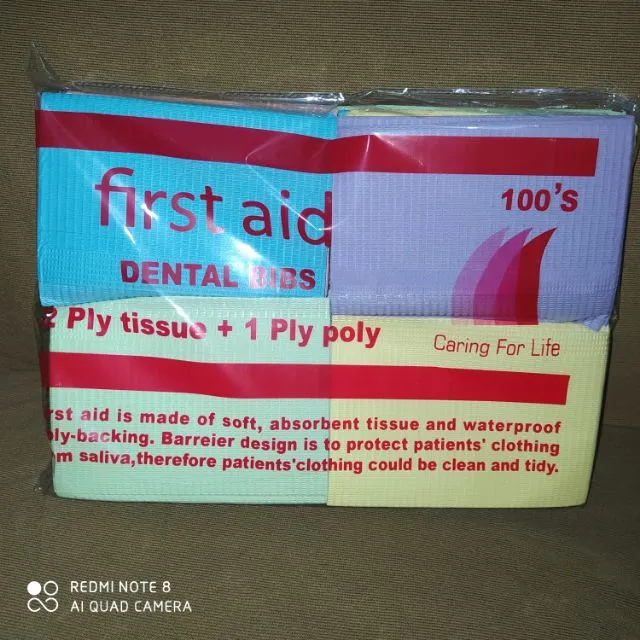 first aid
100's
DENTAL BIBS
2 Ply tissue + 1 Ply poly
Caring For Life
rst aid is made of soft, absorbent tissue and waterproof
ly-backing. Barreier design is to protect patients' clothing
m saliva,therefore patients'clothing could be clean and tidy.
REDMI NOTE 8
AI QUAD CAMERA